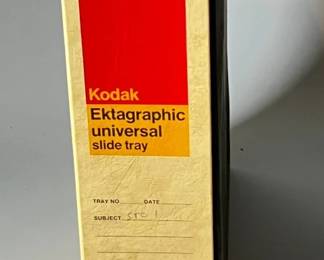 Kodak
Ektagraphic
universal
slide tray
TRAY NO. DATE
SUBJECT